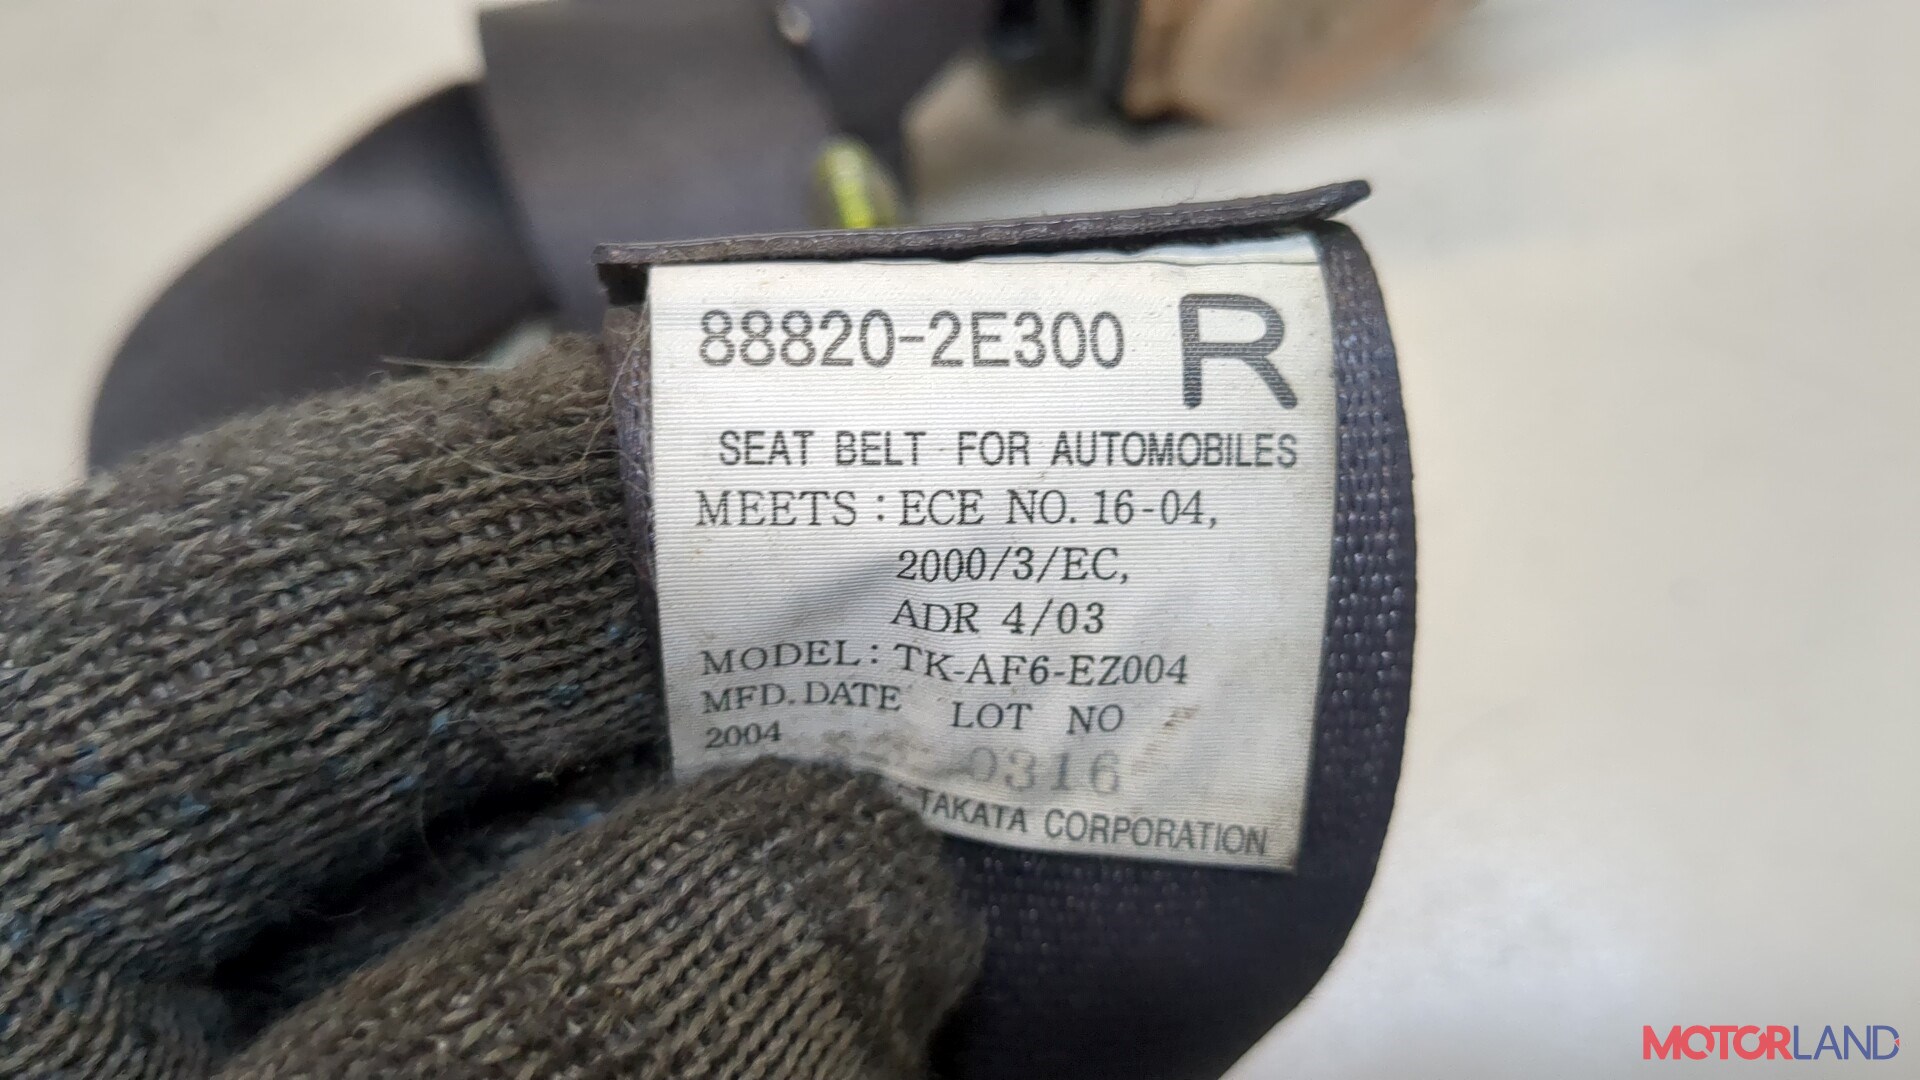 88820-2E300 R
SEAT BELT FOR AUTOMOBILES
MEETS : ECE NO. 16-04,
2000/3/EC,
ADR 4/03
MODEL: TK-AF6-EZ004
MFD. DATE LOT NO
2004
0316
TAKATA CORPORATION
MOTORLAND